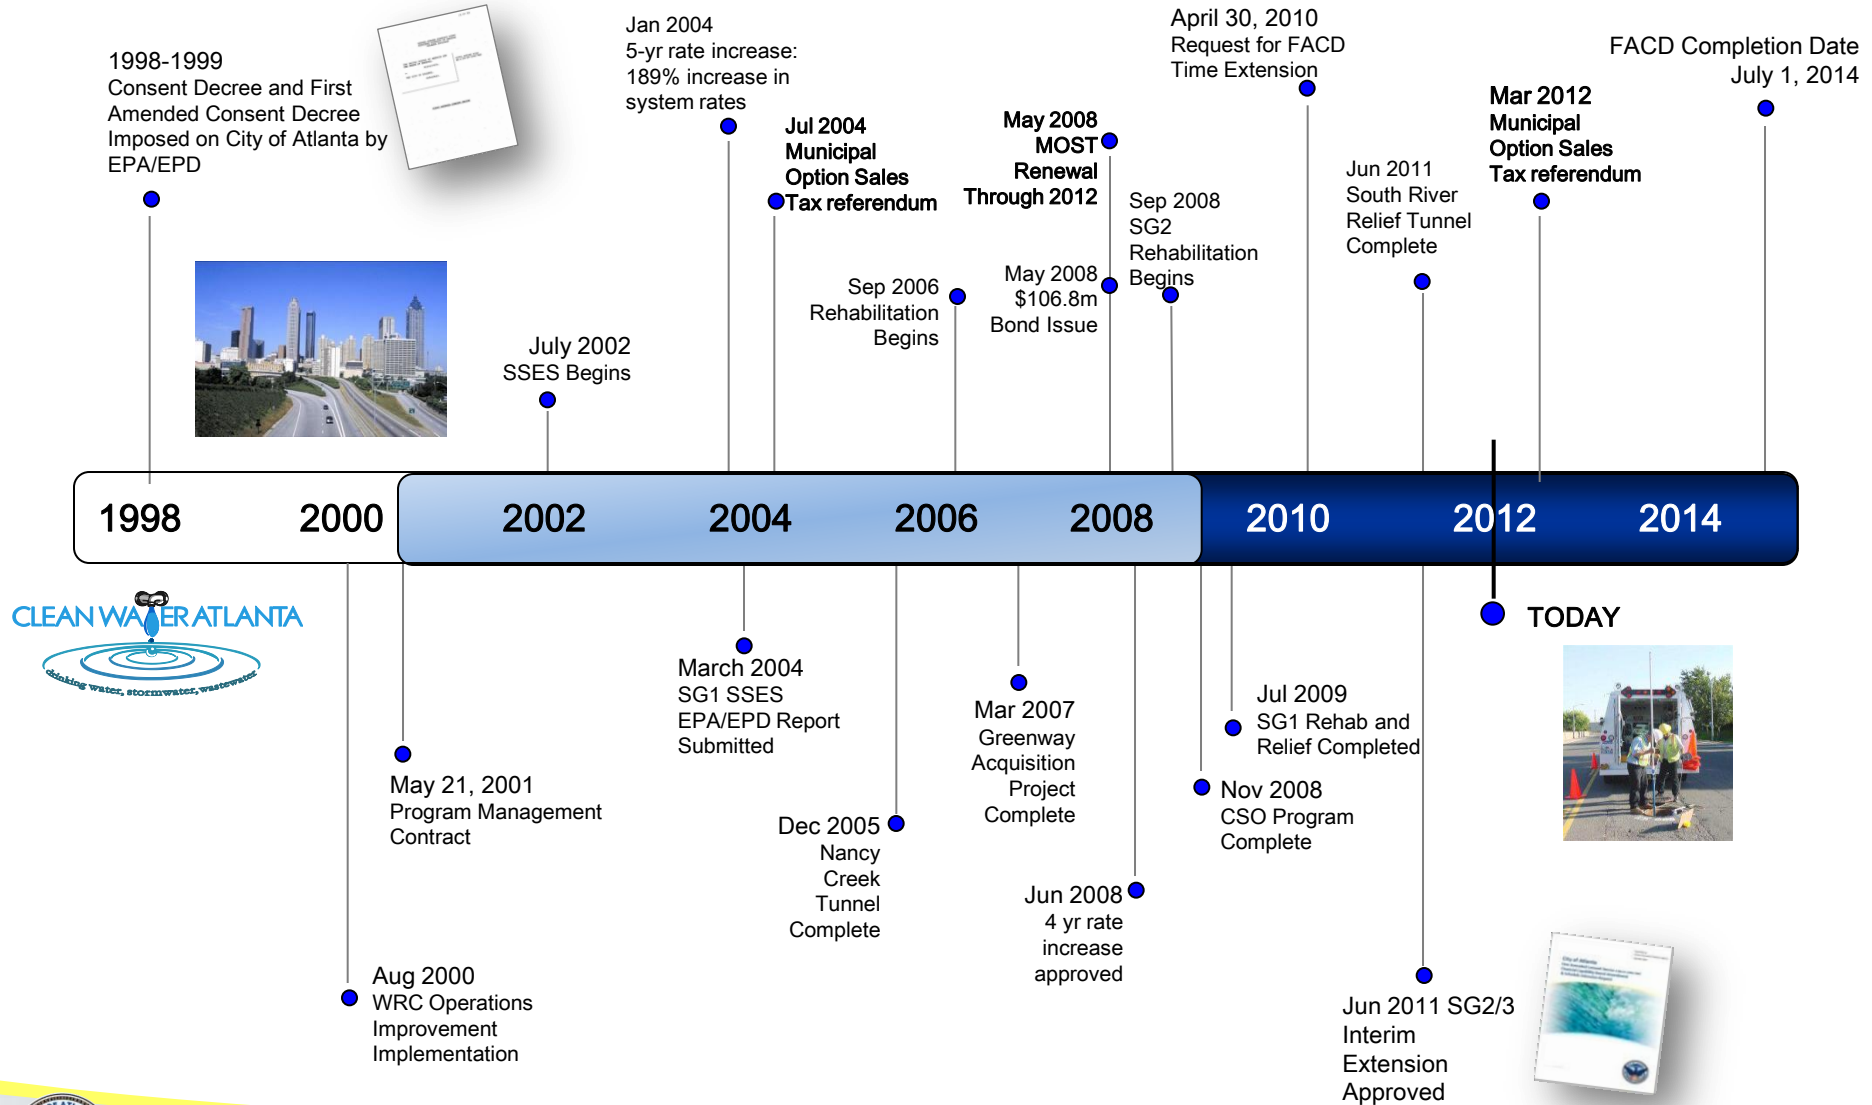 1998-1999
Consent Decree and First
Amended Consent Decree
Imposed on City of Atlanta by
EPA/EPD
Jan 2004
5-yr rate increase:
189% increase in
system rates
Jul 2004
Municipal
Option Sales
Tax referendum
May 2008
MOST
Renewal
Through 2012
April 30, 2010
Request for FACD
Time Extension
FACD Completion Date
July 1, 2014
Mar 2012
Municipal
Option Sales
Tax referendum
Jun 2011
South River
Relief Tunnel
Complete
Sep 2008
SG2
Rehabilitation
Begins
May 2008
$106.8m
Bond Issue
Sep 2006
Rehabilitation
Begins
July 2002
SSES Begins
1998 2000 2002 2004 2006 2008 2010 2012 2014
CLEAN WATER ATLANTA
drinking water, stormwater, wastewater
TODAY
March 2004
SG1 SSES
EPA/EPD Report
Submitted
Mar 2007
Greenway
Acquisition
Project
Complete
Jul 2009
SG1 Rehab and
Relief Completed
May 21, 2001
Program Management
Contract
Dec 2005
Nancy
Creek
Tunnel
Complete
Nov 2008
CSO Program
Complete
Jun 2008
4 yr rate
increase
approved
Aug 2000
WRC Operations
Improvement
Implementation
Jun 2011 SG2/3
Interim
Extension
Approved
City of Atlanta